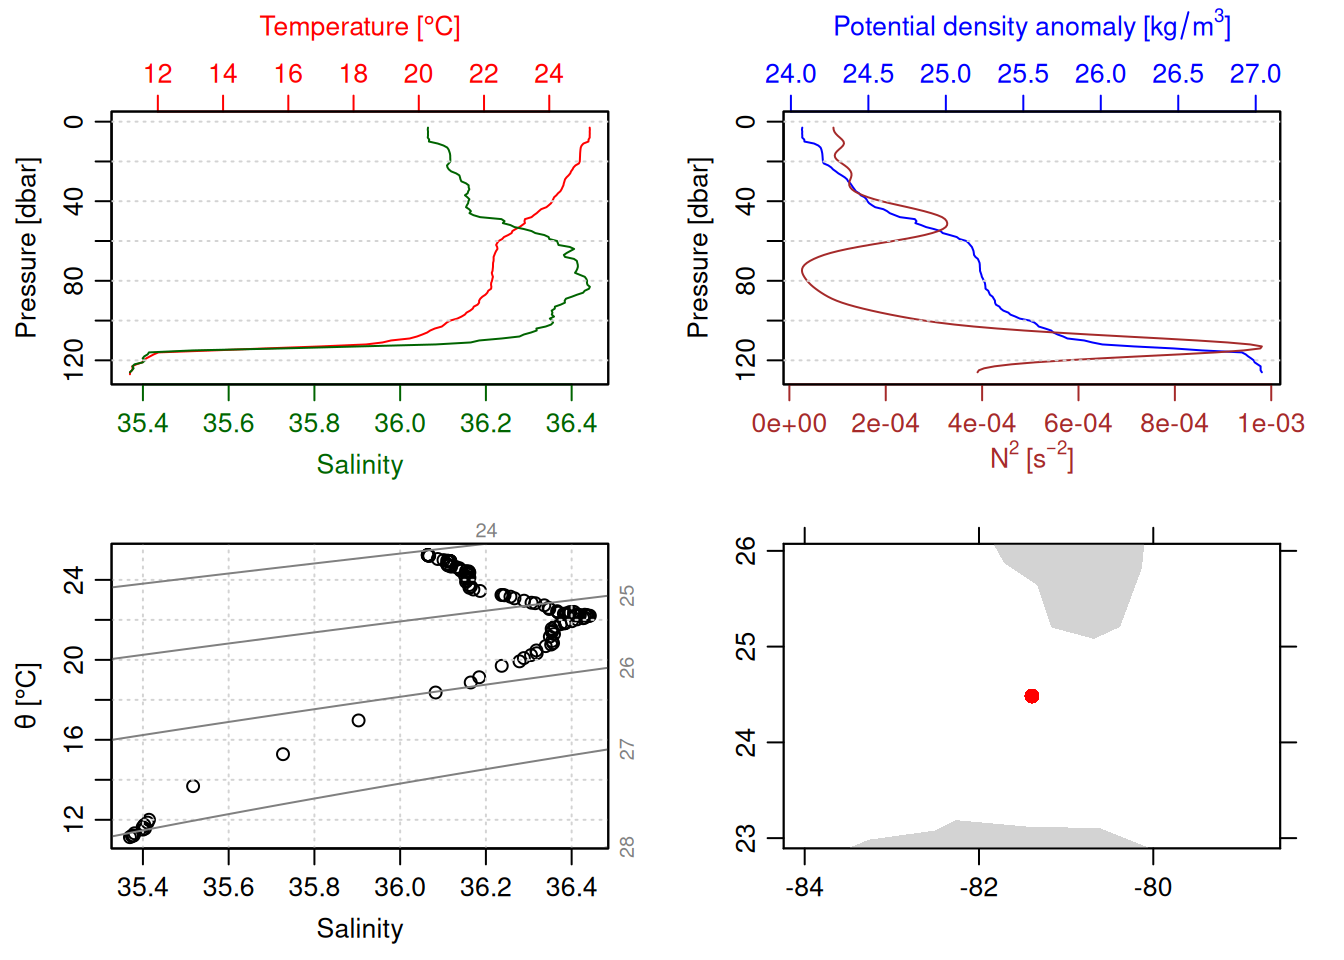 Temperature [°C]
12 14 16 18 20 22 24
0
40
80
120
Pressure [dbar]
35.4 35.6 35.8 36.0 36.2 36.4
Salinity
Potential density anomaly [kg/m³]
24.0 24.5 25.0 25.5 26.0 26.5 27.0
0
40
80
120
Pressure [dbar]
0e+00 2e-04 4e-04 6e-04 8e-04 1e-03
N² [s⁻²]
24
25
26
27
28
24
20
16
12
θ [°C]
35.4 35.6 35.8 36.0 36.2 36.4
Salinity
26
25
24
23
-84 -82 -80